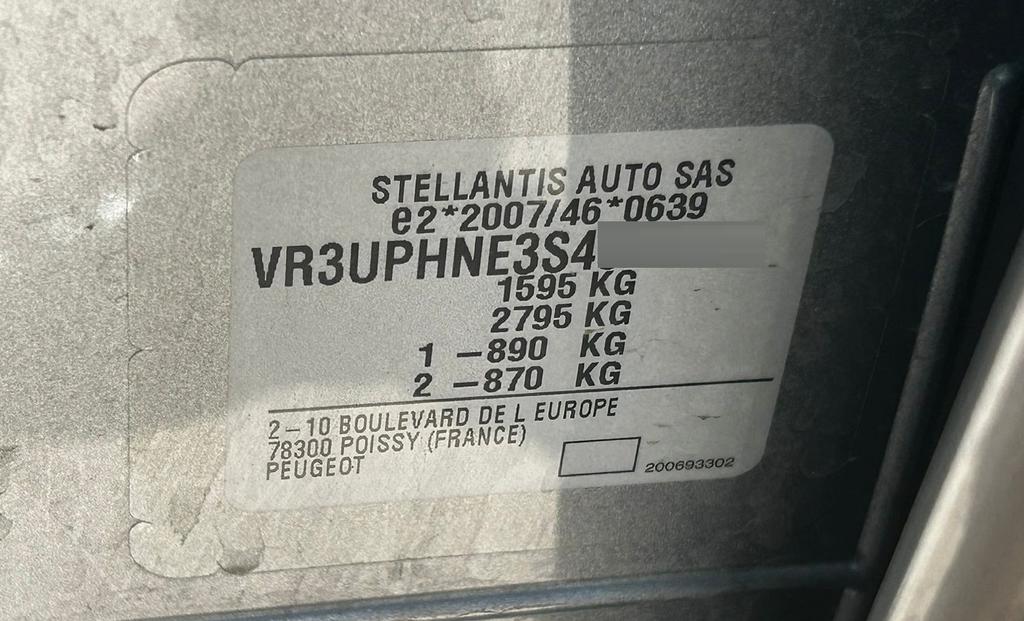 STELLANTIS AUTO SAS
e2*2007/46*0639
VR3UPHNE3S4
1595 KG
2795 KG
1 –890 KG
2 –870 KG
2–10 BOULEVARD DE L EUROPE
78300 POISSY (FRANCE)
PEUGEOT
200693302